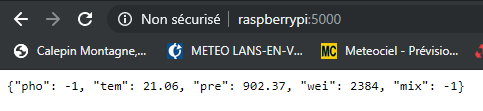 Non sécurisé | raspberrypi:5000
Calepin Montagne,... METEO LANS-EN-V... MC Meteociel - Prévisio...
{"pho": -1, "tem": 21.06, "pre": 902.37, "wei": 2384, "mix": -1}